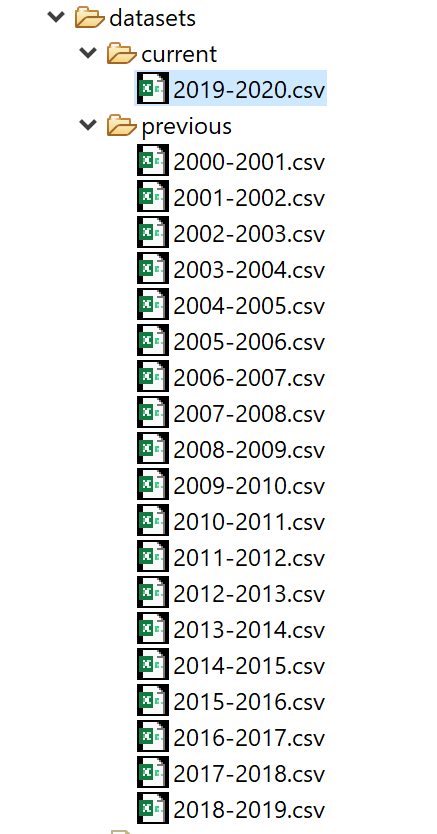 datasets
current
2019-2020.csv
previous
2000-2001.csv
2001-2002.csv
2002-2003.csv
2003-2004.csv
2004-2005.csv
2005-2006.csv
2006-2007.csv
2007-2008.csv
2008-2009.csv
2009-2010.csv
2010-2011.csv
2011-2012.csv
2012-2013.csv
2013-2014.csv
2014-2015.csv
2015-2016.csv
2016-2017.csv
2017-2018.csv
2018-2019.csv